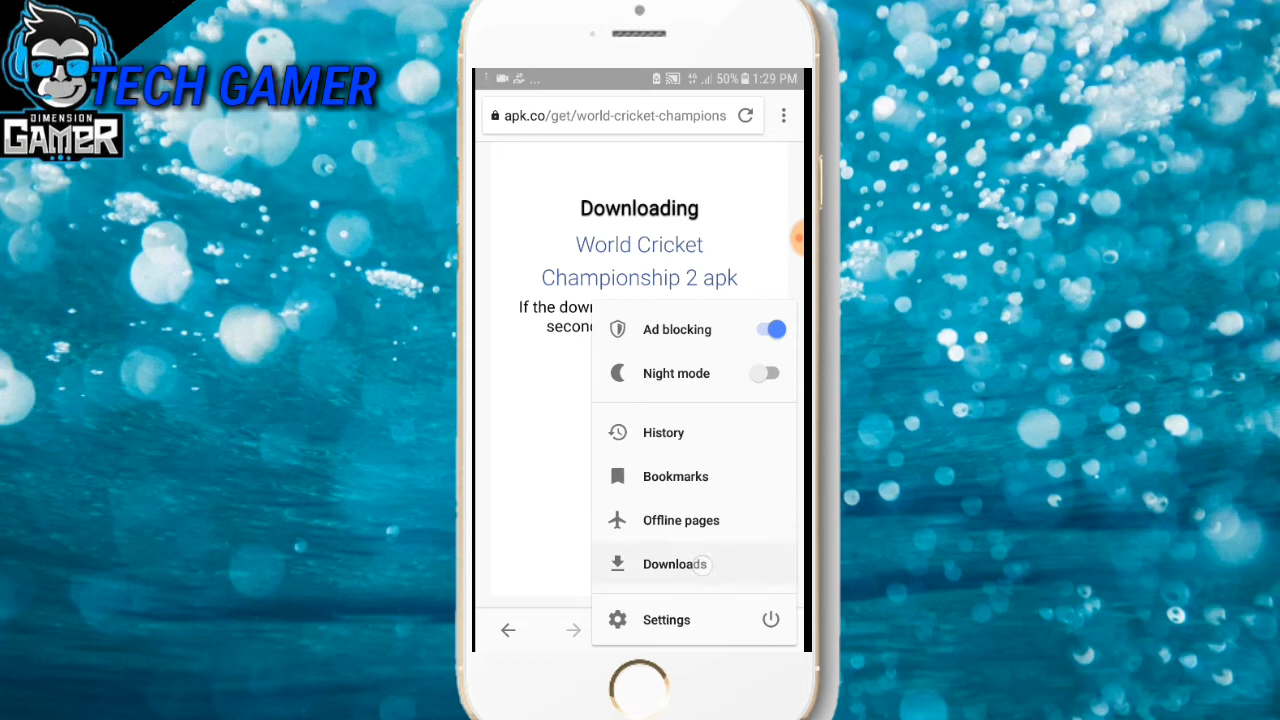 TECH GAMER
DIMENSION
GAMER
... 50% 1:29 PM
apk.co/get/world-cricket-champions
Downloading
World Cricket
Championship 2 apk
If the dow
secon
Ad blocking
Night mode
History
Bookmarks
Offline pages
Downloads
Settings